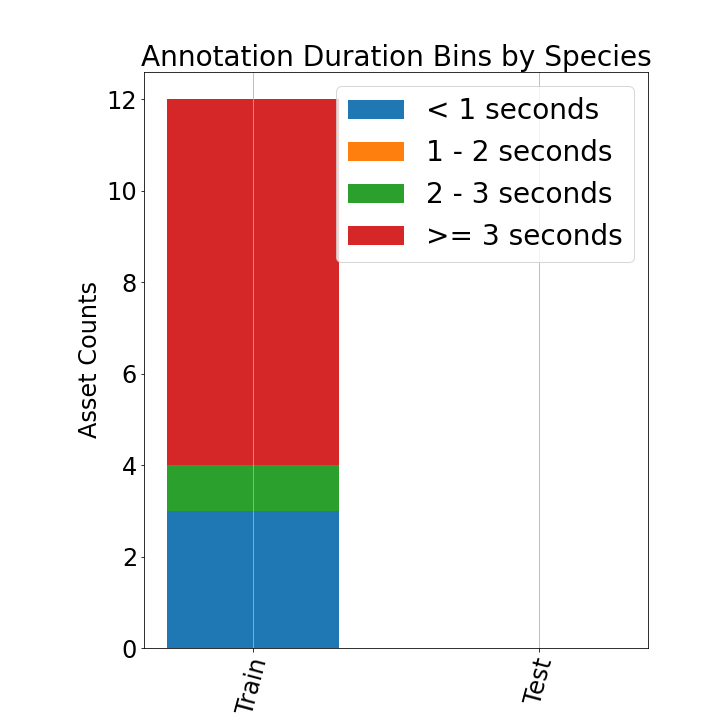 Annotation Duration Bins by Species
< 1 seconds
1 - 2 seconds
2 - 3 seconds
>= 3 seconds
Asset Counts
12
10
8
6
4
2
0
Train
Test